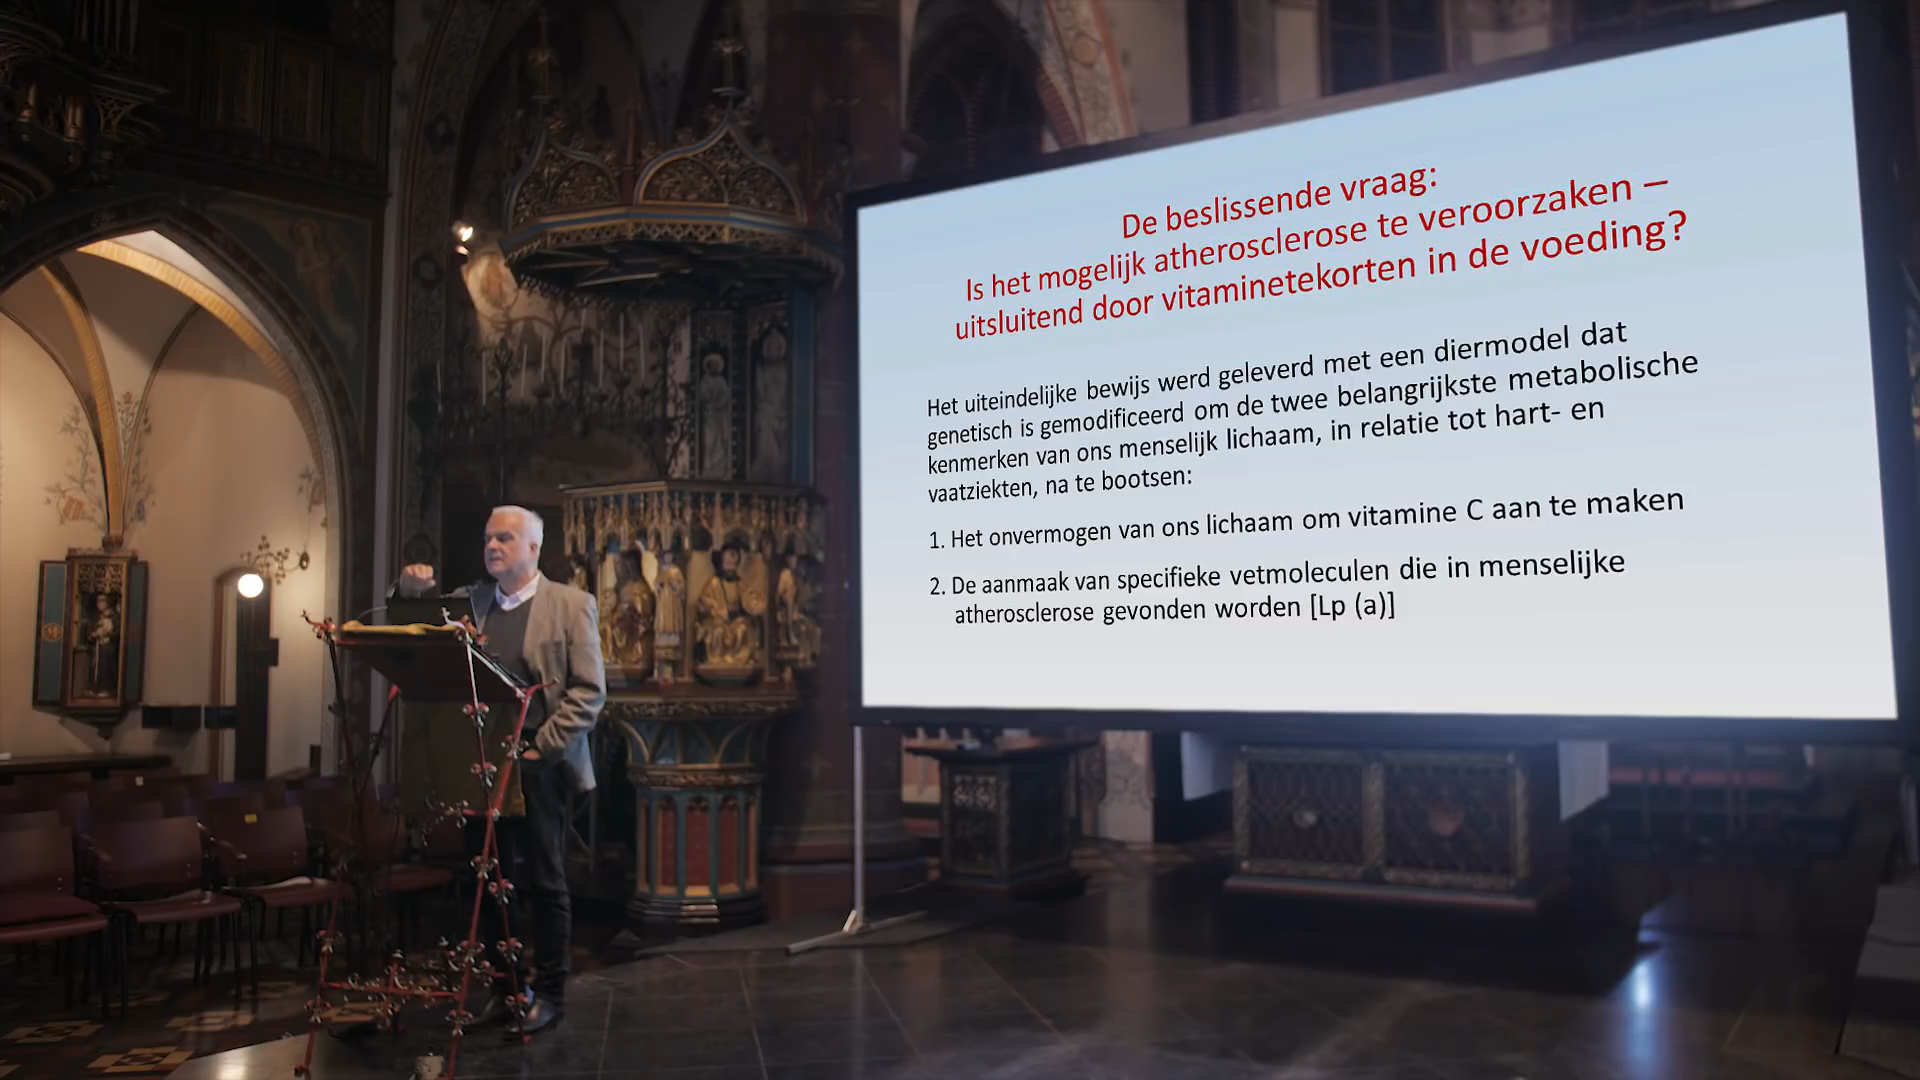 De beslissende vraag:
Is het mogelijk atherosclerose te veroorzaken –
uitsluitend door vitaminetekorten in de voeding?
Het uiteindelijke bewijs werd geleverd met een diermodel dat
genetisch is gemodificeerd om de twee belangrijkste metabolische
kenmerken van ons menselijk lichaam, in relatie tot hart- en
vaatziekten, na te bootsen:
1. Het onvermogen van ons lichaam om vitamine C aan te maken
2. De aanmaak van specifieke vetmoleculen die in menselijke
atherosclerose gevonden worden [Lp (a)]